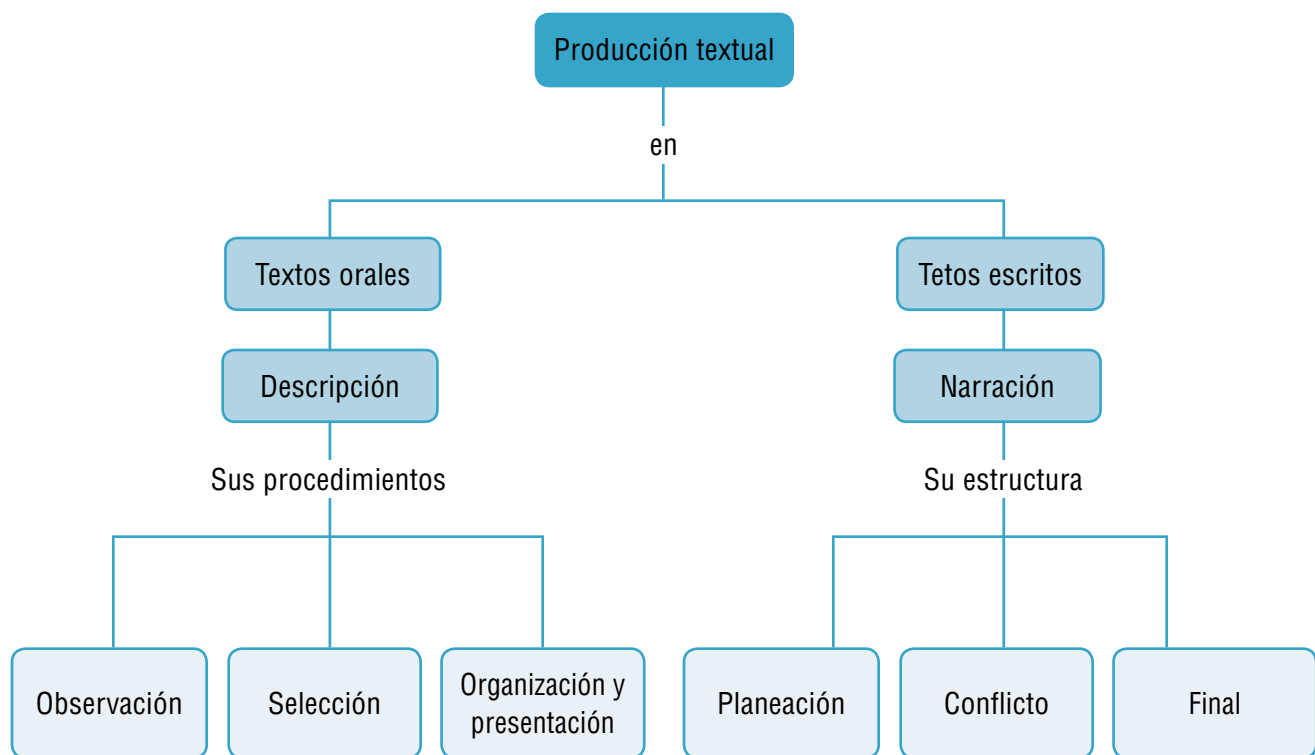 Producción textual
en
Textos orales
Tetos escritos
Descripción
Narración
Sus procedimientos
Su estructura
Observación
Selección
Organización y
presentación
Planeación
Conflicto
Final